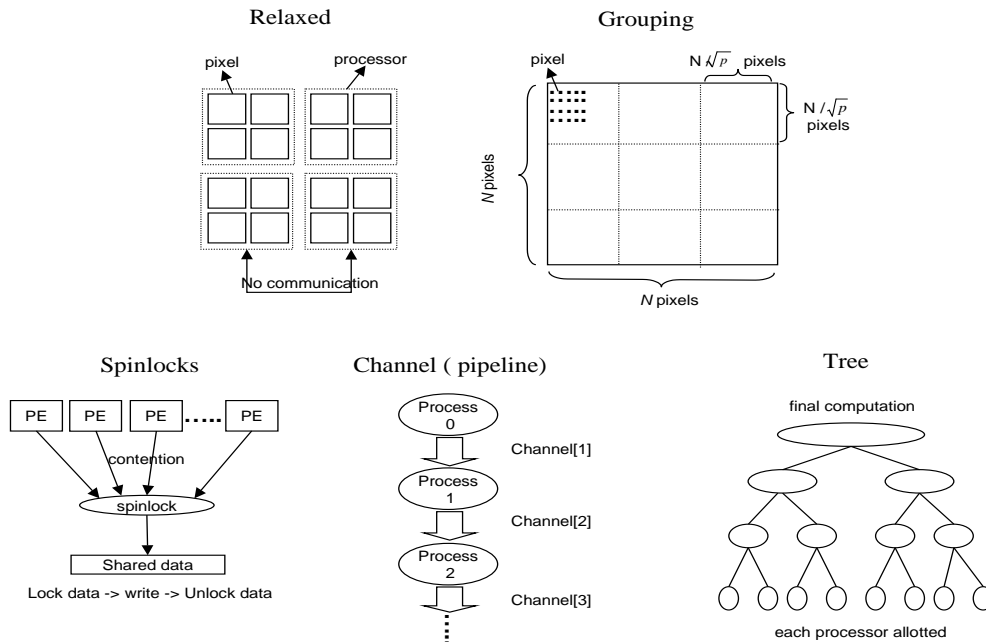 Relaxed
pixel
processor
No communication
Grouping
pixel
N /√p pixels
N / √p
pixels
N pixels
N pixels
Spinlocks
PE PE PE PE
contention
spinlock
Shared data
Lock data -> write -> Unlock data
Channel ( pipeline)
Process
0
Channel[1]
Process
1
Channel[2]
Process
2
Channel[3]
Tree
final computation
each processor allotted